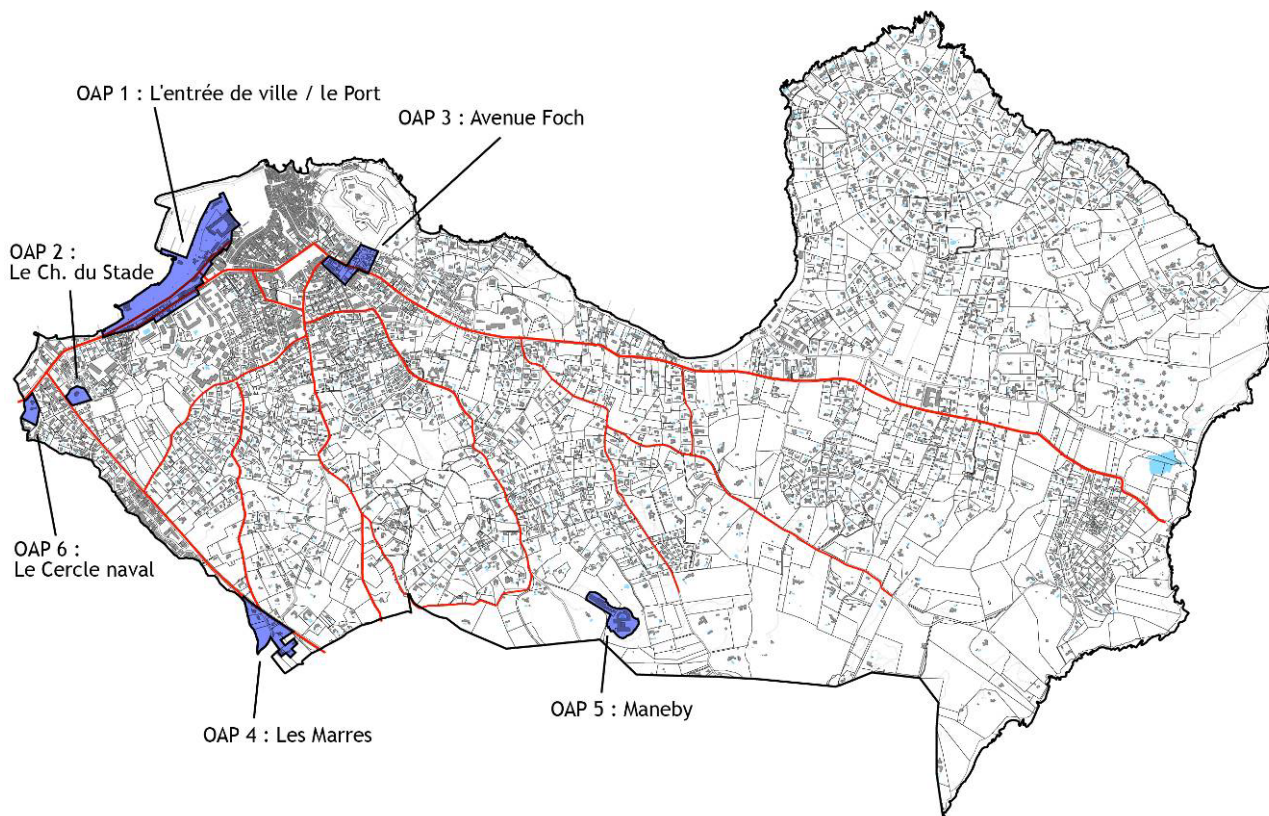 OAP 1 : L'entrée de ville / le Port
OAP 3 : Avenue Foch
OAP 2 :
Le Ch. du Stade
OAP 6 :
Le Cercle naval
OAP 5 : Maneby
OAP 4 : Les Marres